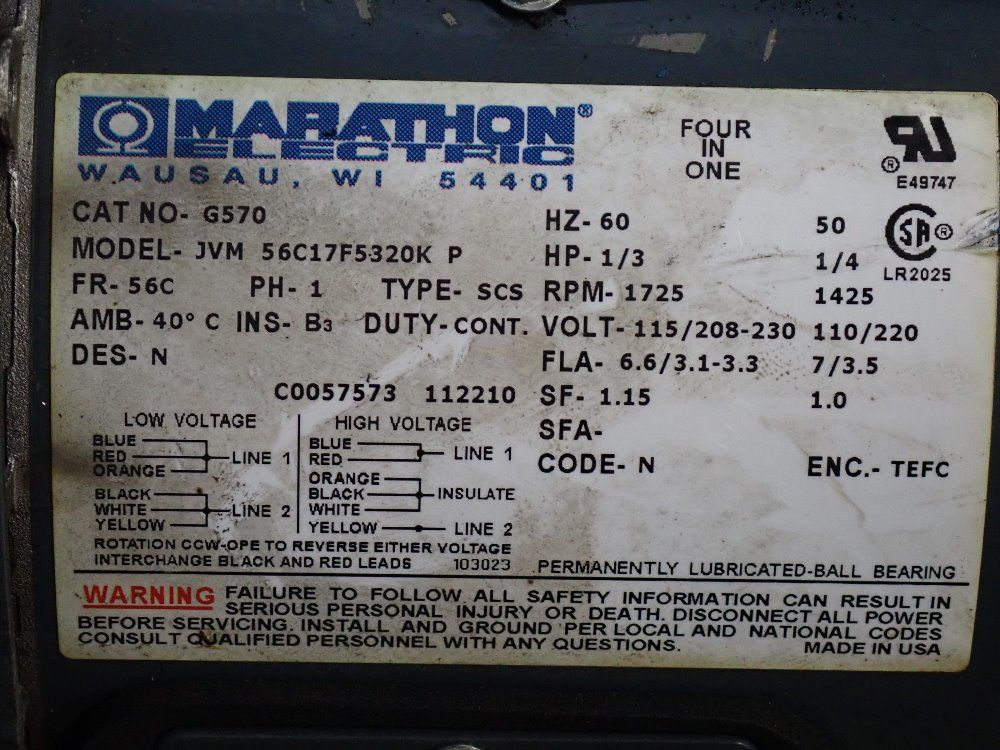 MARATHON®
ELECTRIC
WAUSAU, WI 54401
FOUR
IN
ONE
®
E49747
CAT NO- G570
HZ- 60 50
SA ®
LR2025
MODEL- JVM 56C17F5320K P
HP- 1/3 1/4
FR- 56C PH- 1 TYPE- SCS
RPM- 1725 1425
AMB- 40° C INS- B3 DUTY- CONT.
VOLT- 115/208-230 110/220
DES- N
FLA- 6.6/3.1-3.3 7/3.5
C0057573 112210
SF- 1.15 1.0
SFA-
CODE- N ENC.- TEFC
LOW VOLTAGE
BLUE
RED
ORANGE
LINE 1
BLACK
WHITE
YELLOW
LINE 2
HIGH VOLTAGE
BLUE
RED
LINE 1
ORANGE
BLACK
WHITE
INSULATE
YELLOW
LINE 2
ROTATION CCW-OPE TO REVERSE EITHER VOLTAGE
INTERCHANGE BLACK AND RED LEADS 103023
PERMANENTLY LUBRICATED-BALL BEARING
WARNING FAILURE TO FOLLOW ALL SAFETY INFORMATION CAN RESULT IN
SERIOUS PERSONAL INJURY OR DEATH. DISCONNECT ALL POWER
BEFORE SERVICING. INSTALL AND GROUND PER LOCAL AND NATIONAL CODES
CONSULT QUALIFIED PERSONNEL WITH ANY QUESTIONS. MADE IN USA